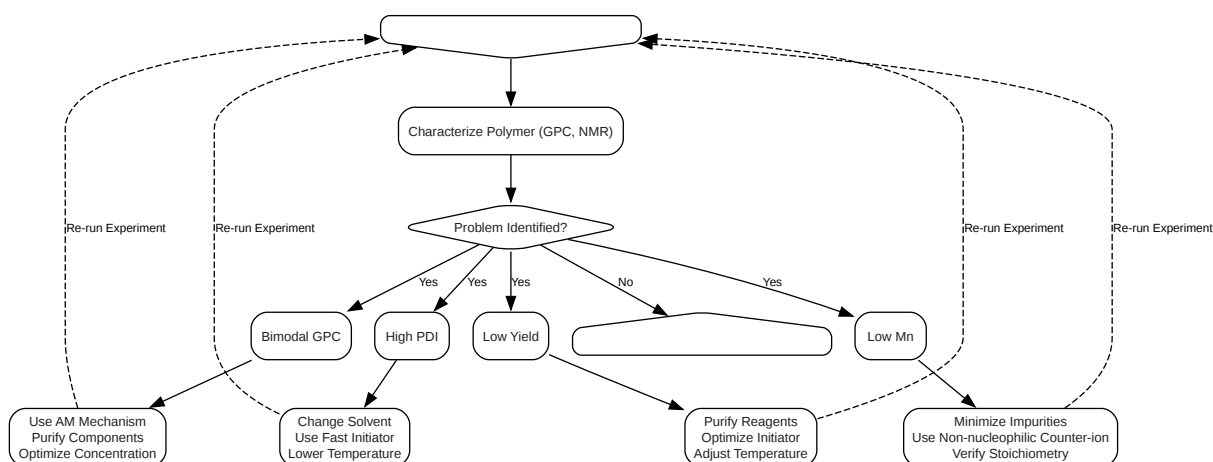 Characterize Polymer (GPC, NMR)
Re-run Experiment
Re-run Experiment
Problem Identified?
Re-run Experiment
Re-run Experiment
Yes
Yes
Yes
No
Yes
Bimodal GPC
High PDI
Low Yield
Low Mn
Use AM Mechanism
Purify Components
Optimize Concentration
Change Solvent
Use Fast Initiator
Lower Temperature
Purify Reagents
Optimize Initiator
Adjust Temperature
Minimize Impurities
Use Non-nucleophilic Counter-ion
Verify Stoichiometry